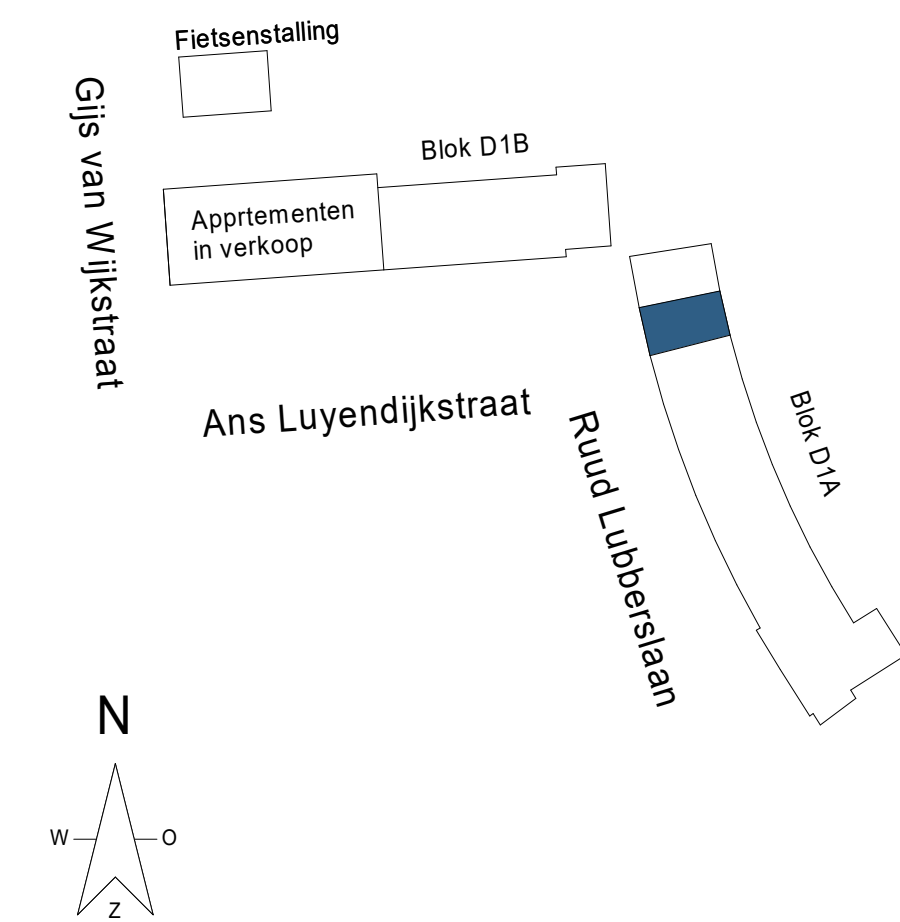 Fietsenstalling
Gijs van Wijkstraat
Blok D1B
Apprtementen
in verkoop
Ans Luyendijkstraat
Ruud Lubberslaan
Blok D1A
N
W
O
Z